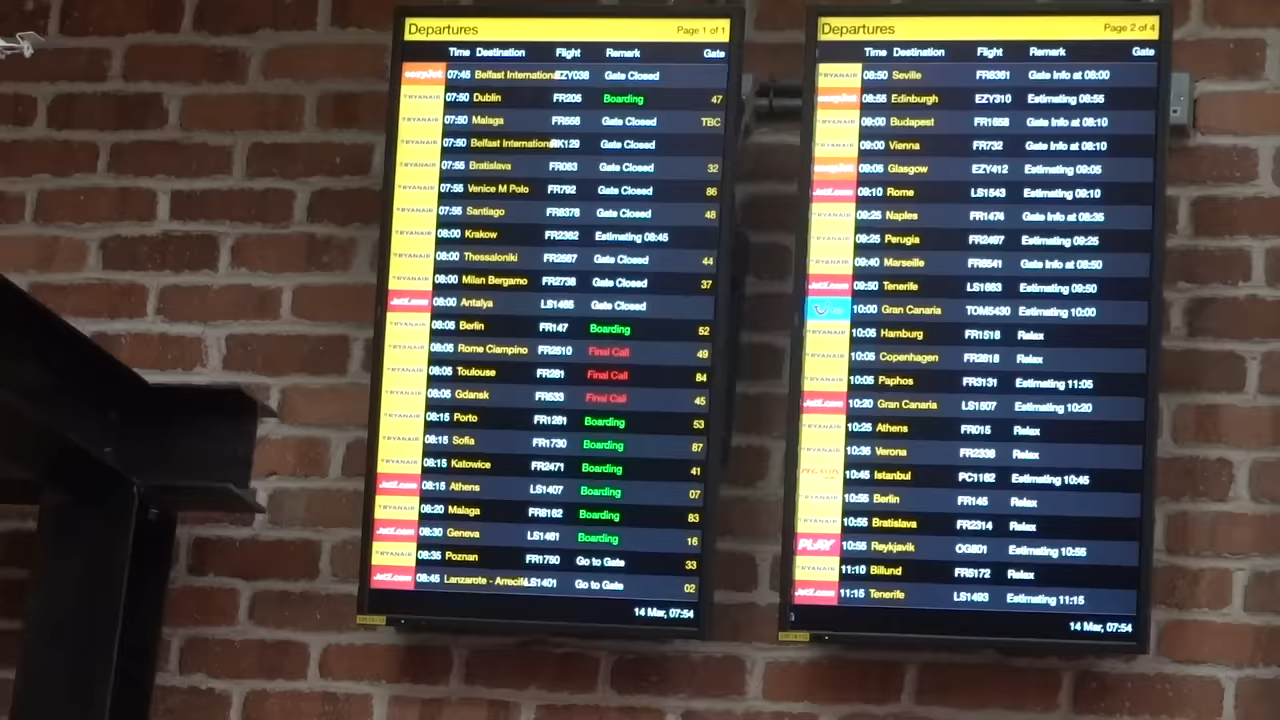 Departures Page 1 of 1
Time Destination Flight Remark Gate
easyJet 07:45 Belfast Internationa EZY038 Gate Closed
RYANAIR 07:50 Dublin FR205 Boarding 47
RYANAIR 07:50 Malaga FR556 Gate Closed TBC
RYANAIR 07:50 Belfast Internationa RK129 Gate Closed
RYANAIR 07:55 Bratislava FR063 Gate Closed 32
RYANAIR 07:55 Venice M Polo FR792 Gate Closed 86
RYANAIR 07:55 Santiago FR8378 Gate Closed 48
RYANAIR 08:00 Krakow FR2362 Estimating 08:45
RYANAIR 08:00 Thessaloniki FR2567 Gate Closed 44
RYANAIR 08:00 Milan Bergamo FR2738 Gate Closed 37
Jet2.com 08:00 Antalya LS1465 Gate Closed
RYANAIR 08:05 Berlin FR147 Boarding 52
RYANAIR 08:05 Rome Ciampino FR2510 Final Call 49
RYANAIR 08:05 Toulouse FR281 Final Call 84
RYANAIR 08:05 Gdansk FR533 Final Call 45
RYANAIR 08:15 Porto FR1281 Boarding 53
RYANAIR 08:15 Sofia FR1730 Boarding 87
RYANAIR 08:15 Katowice FR2471 Boarding 41
Jet2.com 08:15 Athens LS1407 Boarding 07
RYANAIR 08:20 Malaga FR8162 Boarding 83
Jet2.com 08:30 Geneva LS1461 Boarding 16
RYANAIR 08:35 Poznan FR1750 Go to Gate 33
Jet2.com 08:45 Lanzarote - Arrecife LS1401 Go to Gate 02
14 Mar, 07:54
Departures Page 2 of 4
Time Destination Flight Remark Gate
RYANAIR 08:50 Seville FR8361 Gate Info at 08:00
easyJet 08:55 Edinburgh EZY310 Estimating 08:55
RYANAIR 09:00 Budapest FR1658 Gate Info at 08:10
RYANAIR 09:00 Vienna FR732 Gate Info at 08:10
easyJet 09:05 Glasgow EZY412 Estimating 09:05
Jet2.com 09:10 Rome LS1543 Estimating 09:10
RYANAIR 09:25 Naples FR1474 Gate Info at 08:35
RYANAIR 09:25 Perugia FR2497 Estimating 09:25
RYANAIR 09:40 Marseille FR6541 Gate Info at 08:50
Jet2.com 09:50 Tenerife LS1663 Estimating 09:50
10:00 Gran Canaria TOM5430 Estimating 10:00
RYANAIR 10:05 Hamburg FR1518 Relax
RYANAIR 10:05 Copenhagen FR2618 Relax
RYANAIR 10:05 Paphos FR3131 Estimating 11:05
Jet2.com 10:20 Gran Canaria LS1507 Estimating 10:20
RYANAIR 10:25 Athens FR015 Relax
RYANAIR 10:35 Verona FR2338 Relax
10:45 Istanbul PC1162 Estimating 10:45
RYANAIR 10:55 Berlin FR145 Relax
RYANAIR 10:55 Bratislava FR2314 Relax
PLAY 10:55 Reykjavik OG801 Estimating 10:55
RYANAIR 11:10 Billund FR5172 Relax
Jet2.com 11:15 Tenerife LS1493 Estimating 11:15
14 Mar, 07:54